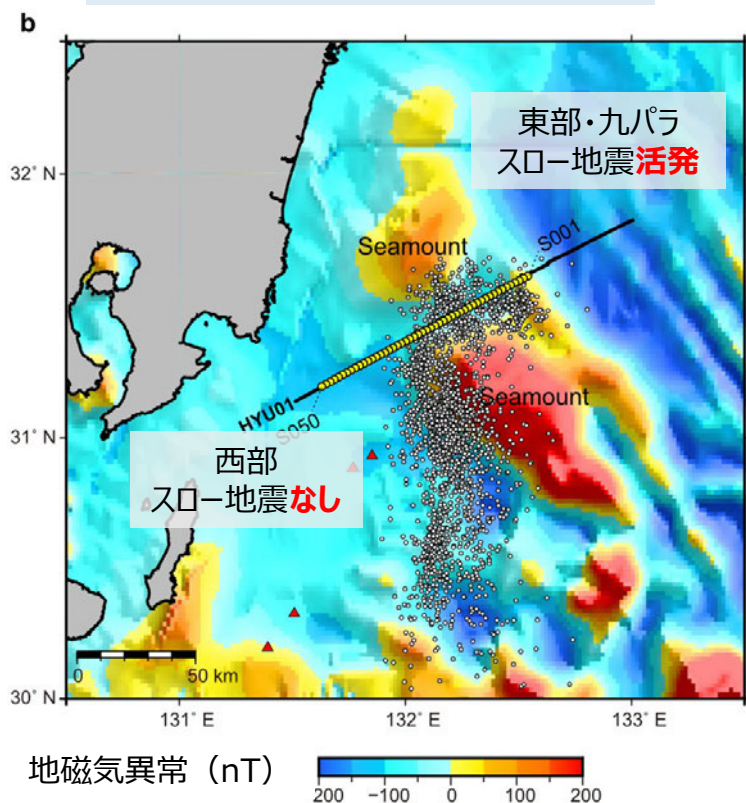 b
東部・九パラ
スロー地震活発
32° N
Seamount
S001
Seamount
HYU01
S050
31° N
西部
スロー地震なし
0 50 km
30° N
131° E 132° E 133° E
地磁気異常（nT）
200 −100 0 100 200